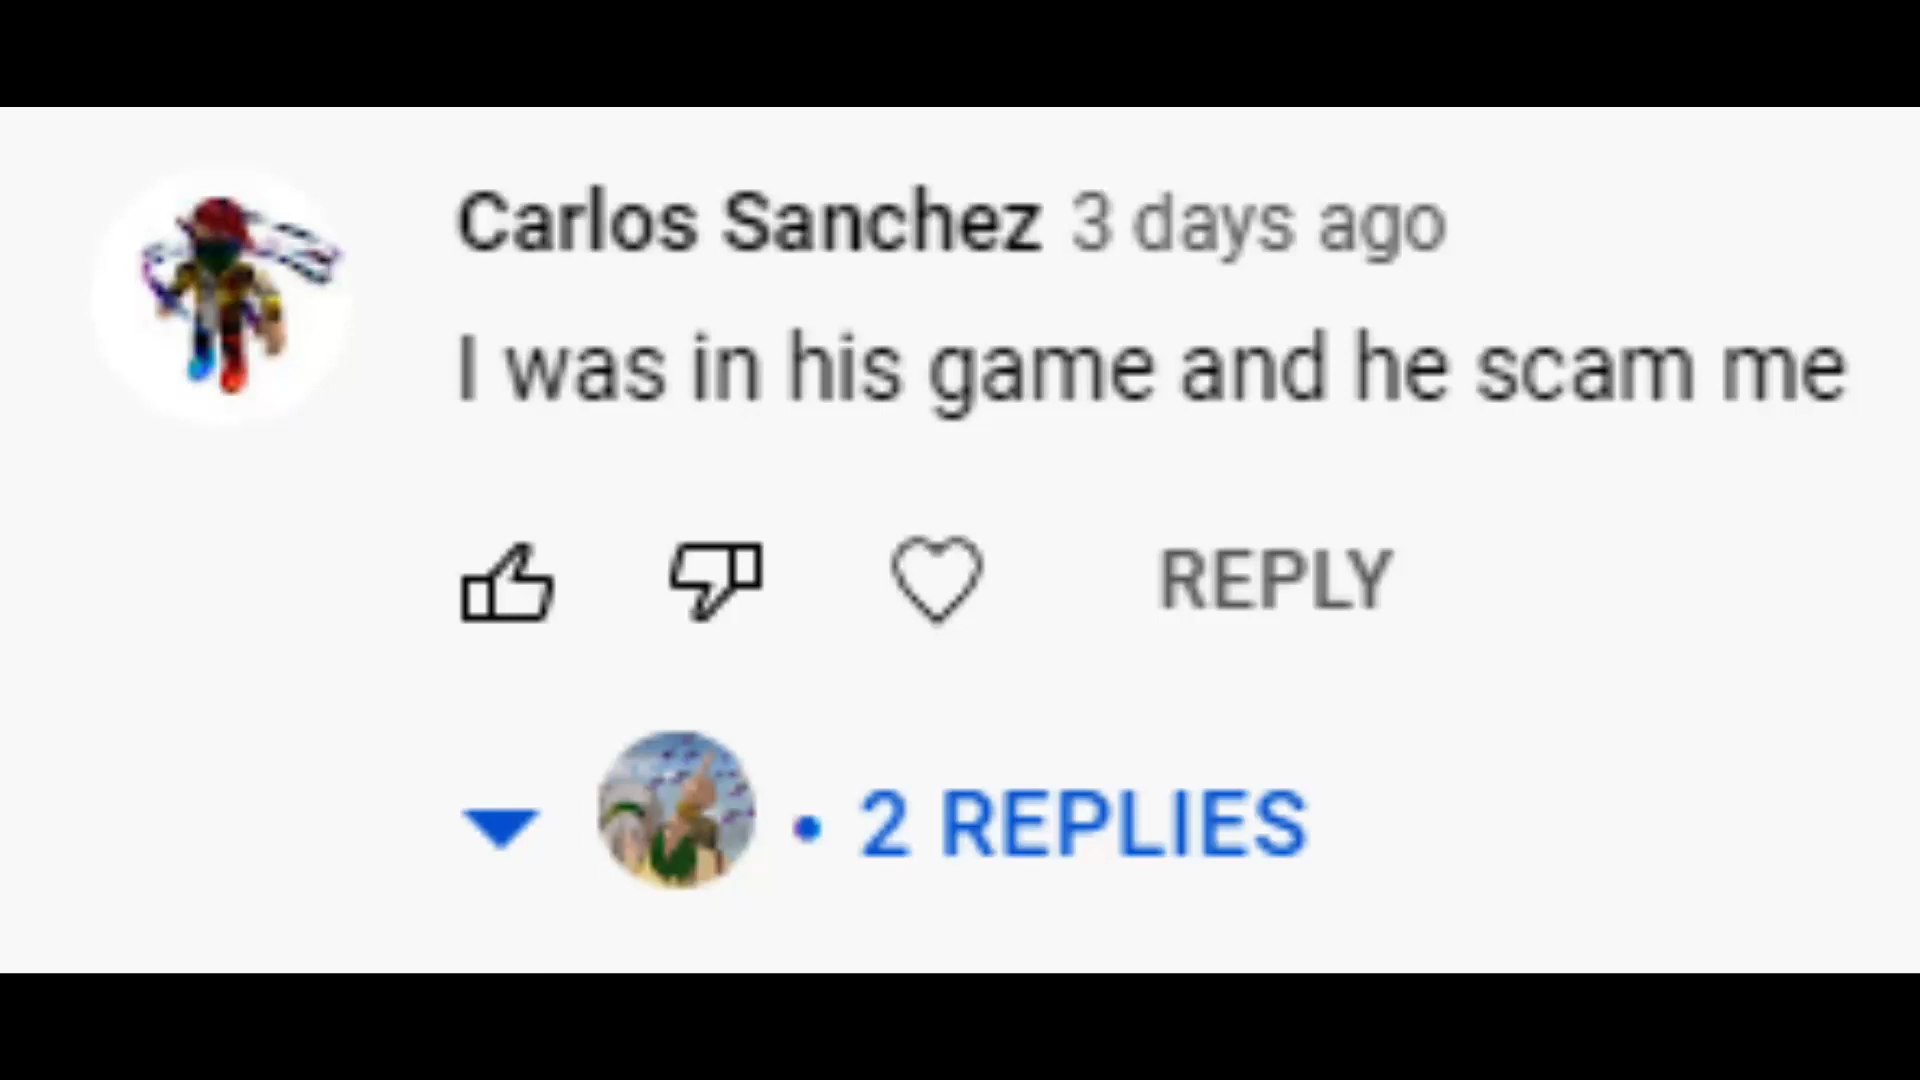 Carlos Sanchez 3 days ago
I was in his game and he scam me
REPLY
• 2 REPLIES